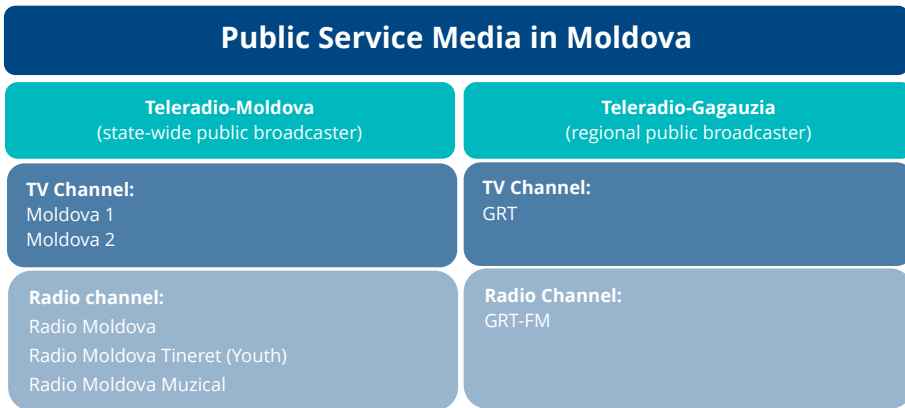 Public Service Media in Moldova
Teleradio-Moldova
(state-wide public broadcaster)
Teleradio-Gagauzia
(regional public broadcaster)
TV Channel:
Moldova 1
Moldova 2
TV Channel:
GRT
Radio channel:
Radio Moldova
Radio Moldova Tineret (Youth)
Radio Moldova Muzical
Radio Channel:
GRT-FM